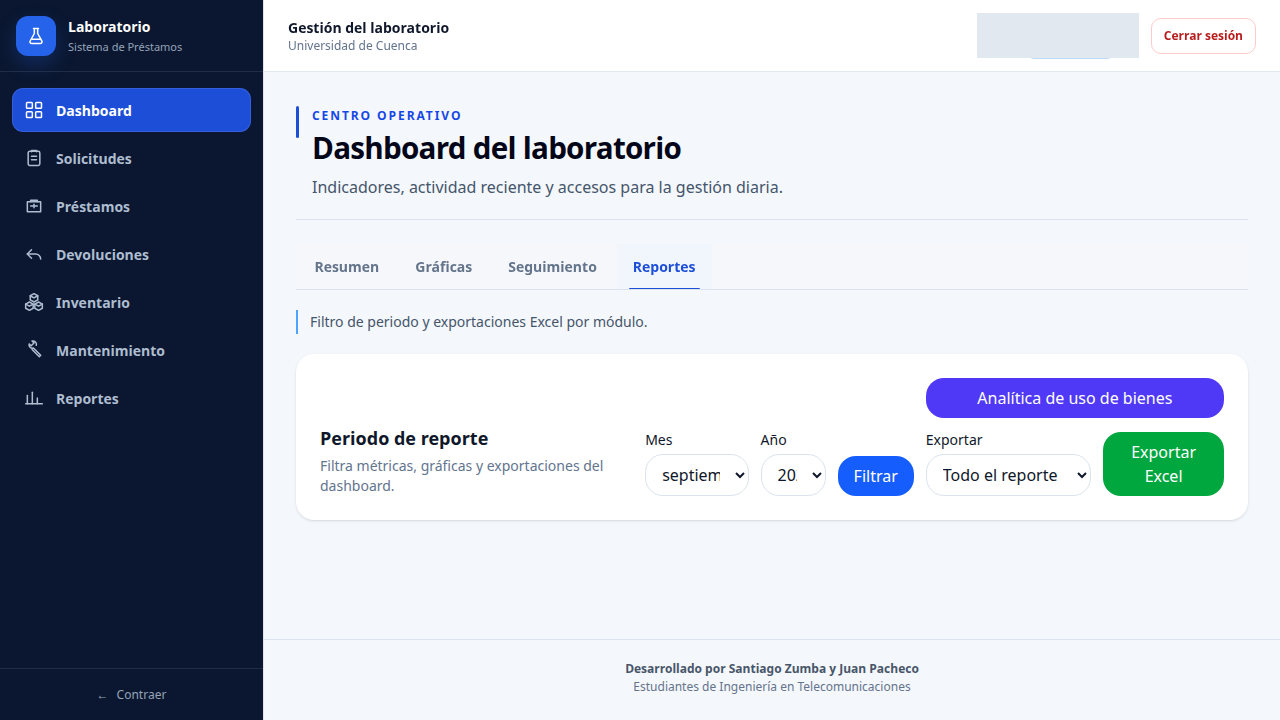 Laboratorio
Sistema de Préstamos
Dashboard
Solicitudes
Préstamos
Devoluciones
Inventario
Mantenimiento
Reportes
← Contraer
Gestión del laboratorio
Universidad de Cuenca
Cerrar sesión
CENTRO OPERATIVO
Dashboard del laboratorio
Indicadores, actividad reciente y accesos para la gestión diaria.
Resumen Gráficas Seguimiento Reportes
Filtro de periodo y exportaciones Excel por módulo.
Analítica de uso de bienes
Periodo de reporte
Filtra métricas, gráficas y exportaciones del
dashboard.
Mes
septiem
Año
20
Filtrar
Exportar
Todo el reporte
Exportar
Excel
Desarrollado por Santiago Zumba y Juan Pacheco
Estudiantes de Ingeniería en Telecomunicaciones